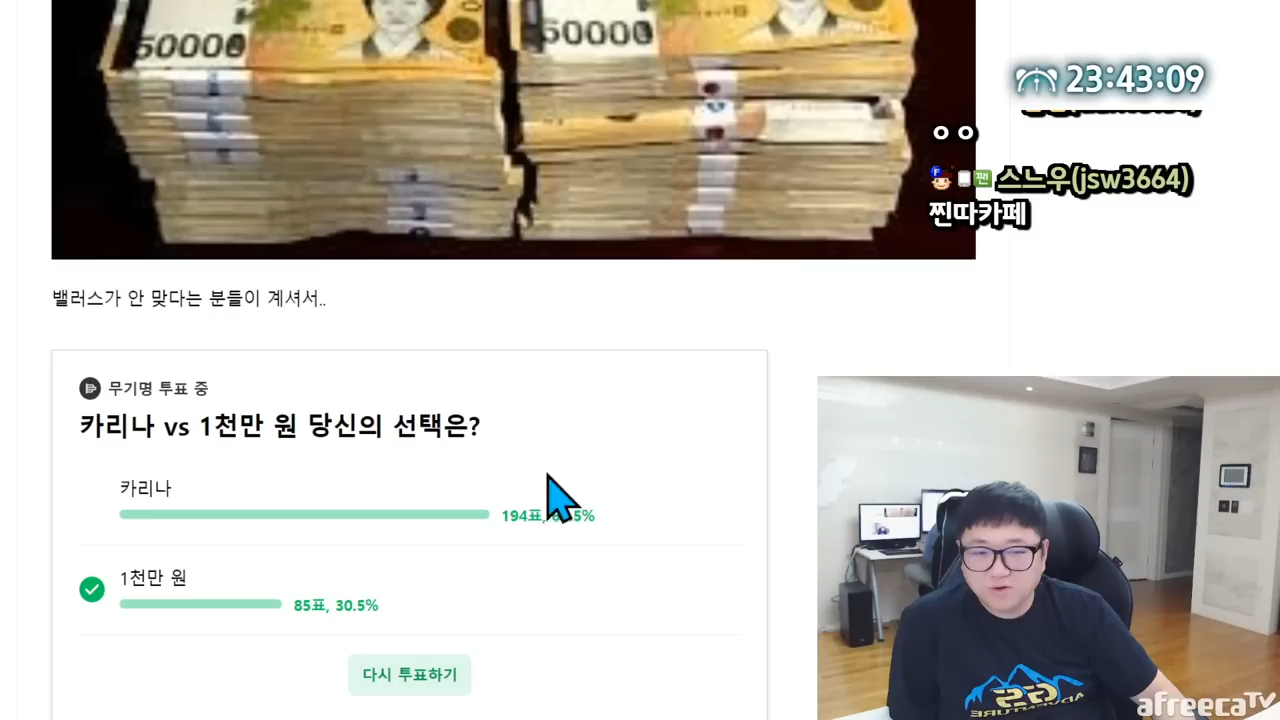 50000
50000
23:43:09
ㅇㅇ
스느우(jsw3664)
찐따카페
밸러스가 안 맞다는 분들이 계셔서..
무기명 투표 중
카리나 vs 1천만 원 당신의 선택은?
카리나
194표, 5%
1천만 원
85표, 30.5%
다시 투표하기
afreecaTV